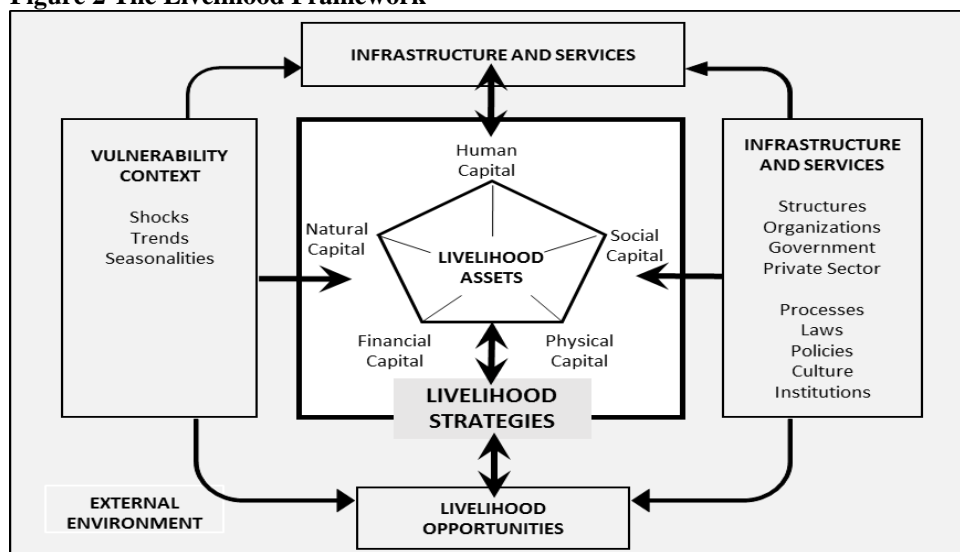 Figure 2 The Livelihood Framework
INFRASTRUCTURE AND SERVICES
VULNERABILITY
CONTEXT
Shocks
Trends
Seasonalities
Human
Capital
Natural
Capital
LIVELIHOOD
ASSETS
Social
Capital
Financial
Capital
Physical
Capital
LIVELIHOOD
STRATEGIES
INFRASTRUCTURE
AND SERVICES
Structures
Organizations
Government
Private Sector
Processes
Laws
Policies
Culture
Institutions
EXTERNAL
ENVIRONMENT
LIVELIHOOD
OPPORTUNITIES